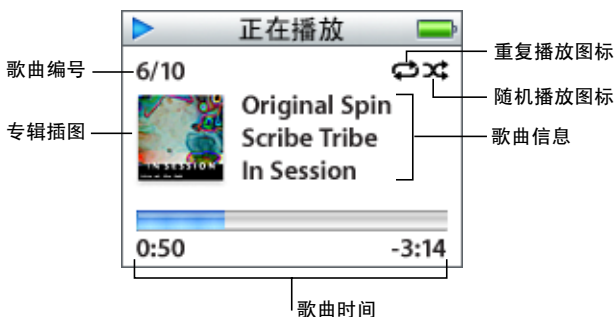 正在播放
歌曲编号
6/10
重复播放图标
随机播放图标
专辑插图
IN SESSION
Original Spin
Scribe Tribe
In Session
歌曲信息
0:50
-3:14
歌曲时间